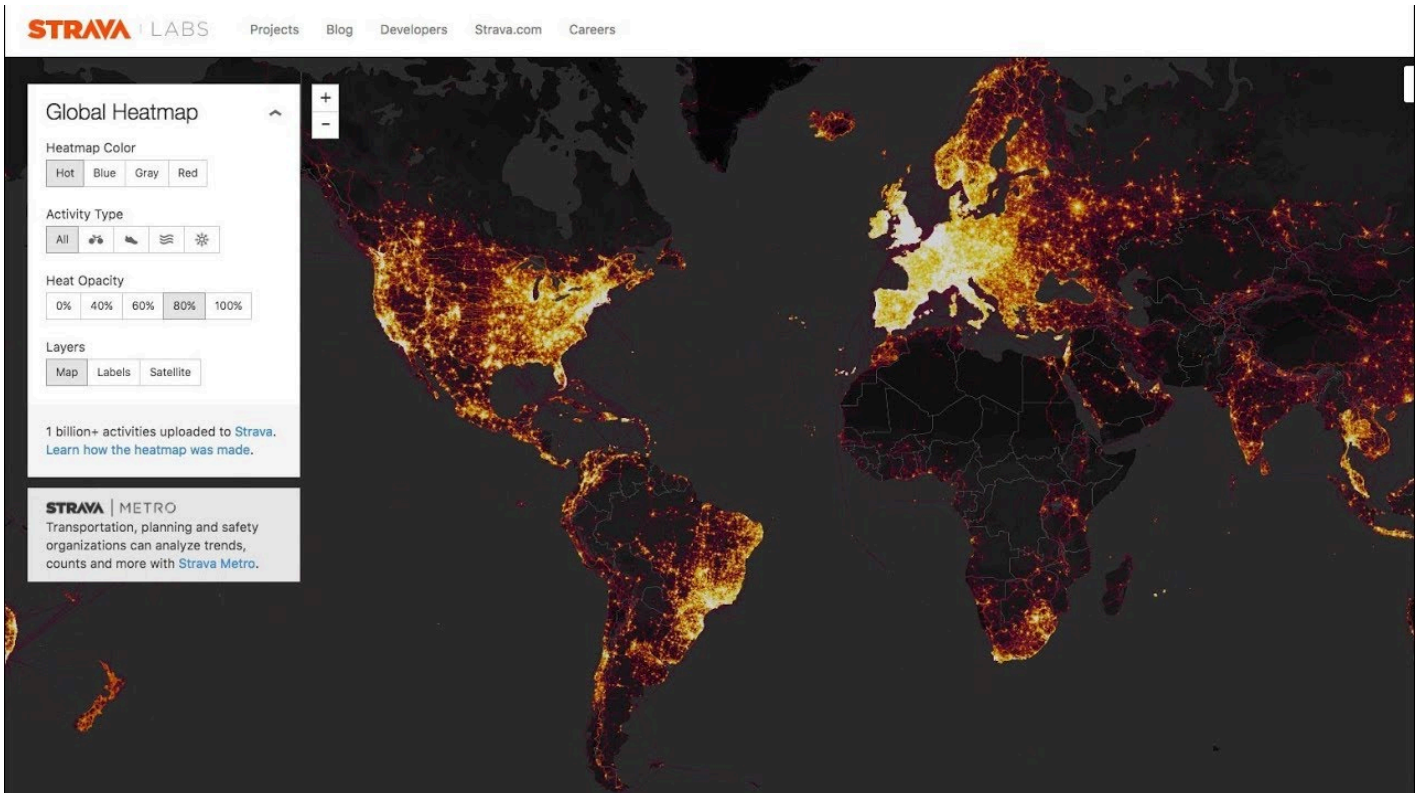 STRAVA | LABS Projects Blog Developers Strava.com Careers
Global Heatmap
+
-
Heatmap Color
Hot Blue Gray Red
Activity Type
All
Heat Opacity
0% 40% 60% 80% 100%
Layers
Map Labels Satellite
1 billion+ activities uploaded to Strava.
Learn how the heatmap was made.
STRAVA | METRO
Transportation, planning and safety
organizations can analyze trends,
counts and more with Strava Metro.